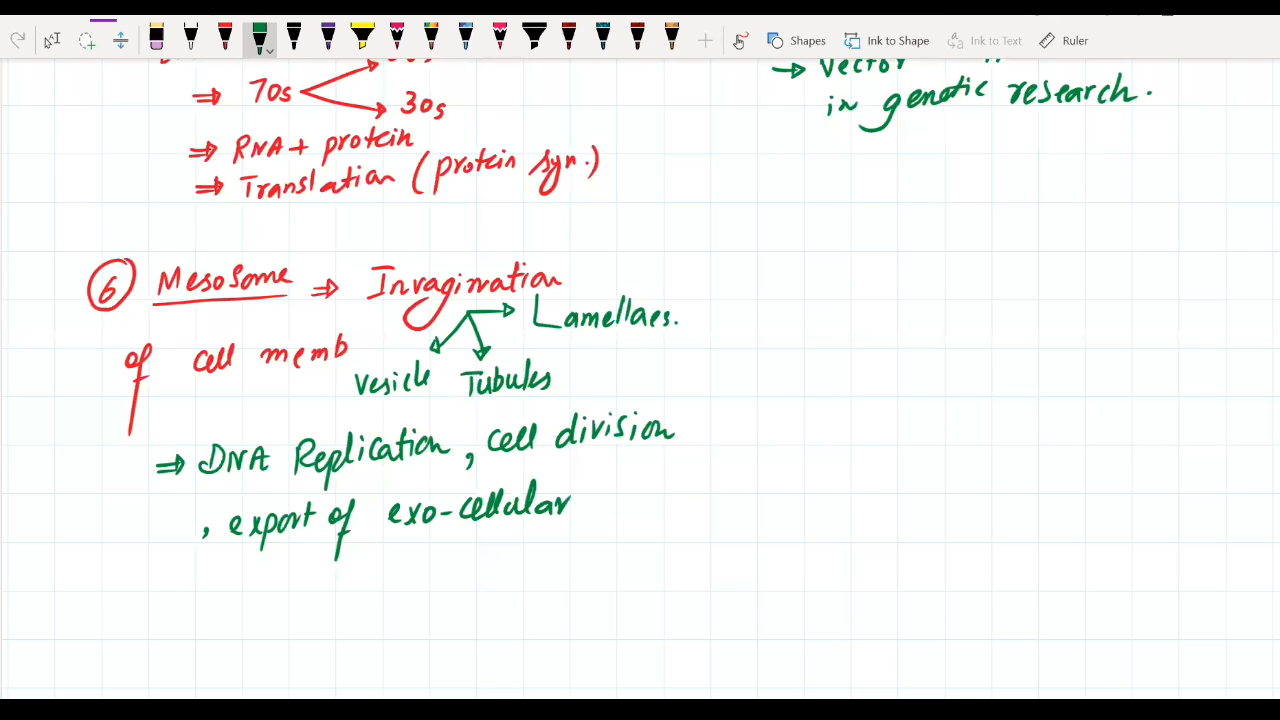 Shapes Ink to Shape Ink to Text Ruler
⇒ 70s
30s
⇒ RNA + protein
⇒ Translation (protein syn.)
→ vector
in genetic research.
⑥ Mesosome ⇒ Invagination
of cell memb
Lamellaes.
vesicle Tubules
⇒ DNA Replication, cell division
, export of exo-cellular